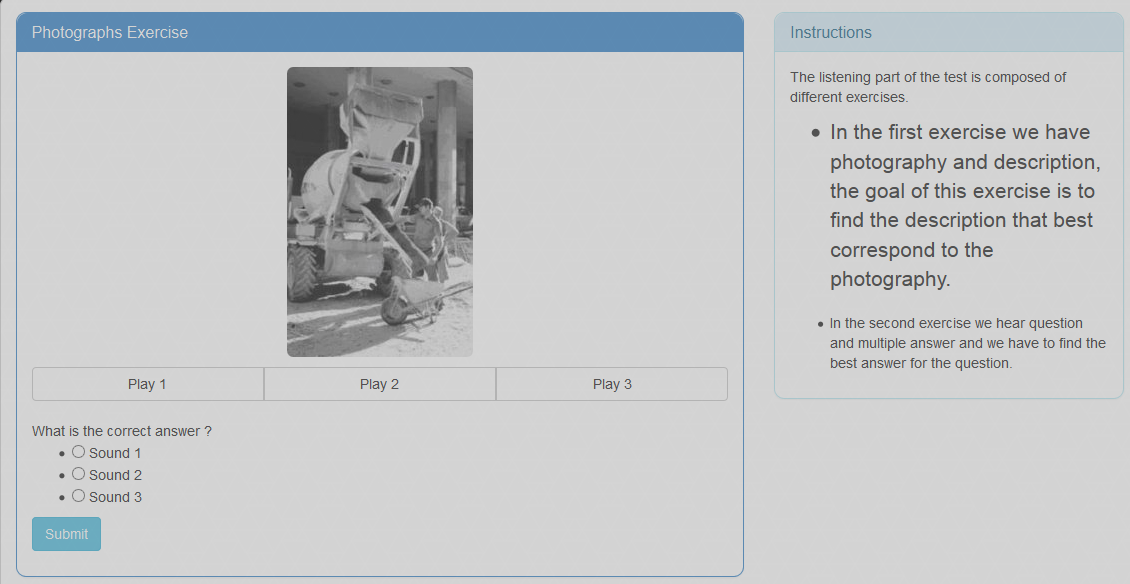 Photographs Exercise
Play 1
Play 2
Play 3
What is the correct answer ?
Sound 1
Sound 2
Sound 3
Submit
Instructions
The listening part of the test is composed of
different exercises.
In the first exercise we have
photography and description,
the goal of this exercise is to
find the description that best
correspond to the
photography.
In the second exercise we hear question
and multiple answer and we have to find the
best answer for the question.